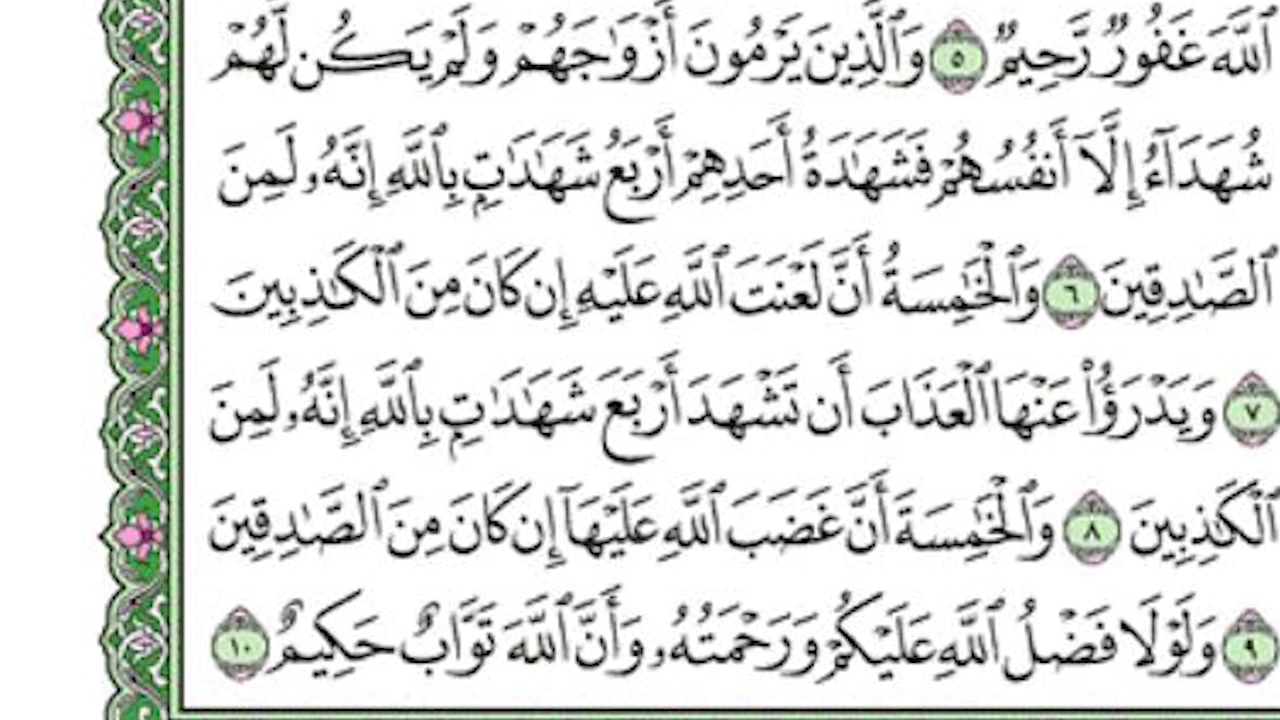 ٱللَّهَ غَفُورٌ رَّحِيمٌ ٥ وَٱلَّذِينَ يَرْمُونَ أَزْوَٰجَهُمْ وَلَمْ يَكُن لَّهُمْ
شُهَدَآءُ إِلَّآ أَنفُسُهُمْ فَشَهَٰدَةُ أَحَدِهِمْ أَرْبَعُ شَهَٰدَٰتٍۭ بِٱللَّهِ إِنَّهُۥ لَمِنَ
ٱلصَّٰدِقِينَ ٦ وَٱلْخَٰمِسَةُ أَنَّ لَعْنَتَ ٱللَّهِ عَلَيْهِ إِن كَانَ مِنَ ٱلْكَٰذِبِينَ
٧ وَيَدْرَؤُا۟ عَنْهَا ٱلْعَذَابَ أَن تَشْهَدَ أَرْبَعَ شَهَٰدَٰتٍۭ بِٱللَّهِ إِنَّهُۥ لَمِنَ
ٱلْكَٰذِبِينَ ٨ وَٱلْخَٰمِسَةَ أَنَّ غَضَبَ ٱللَّهِ عَلَيْهَآ إِن كَانَ مِنَ ٱلصَّٰدِقِينَ
٩ وَلَوْلَا فَضْلُ ٱللَّهِ عَلَيْكُمْ وَرَحْمَتُهُۥ وَأَنَّ ٱللَّهَ تَوَّابٌ حَكِيمٌ ١٠